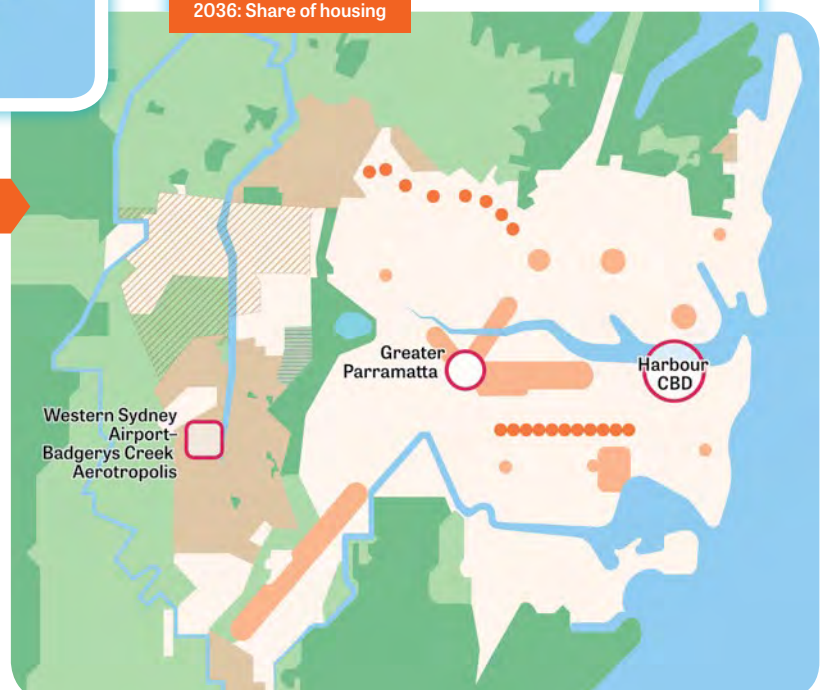 2036: Share of housing
Greater
Parramatta
Harbour
CBD
Western Sydney
Airport–
Badgerys Creek
Aerotropolis